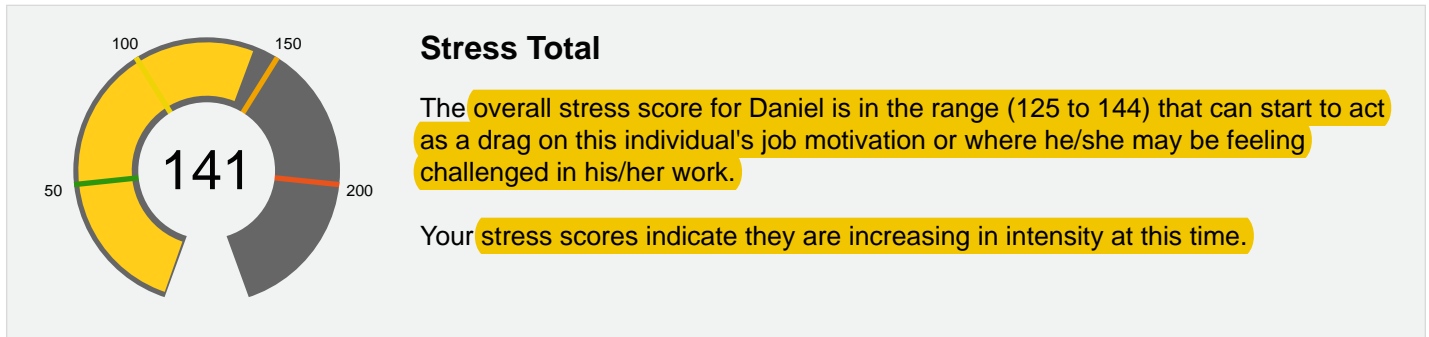 100
150
50
141
200
Stress Total
The overall stress score for Daniel is in the range (125 to 144) that can start to act
as a drag on this individual's job motivation or where he/she may be feeling
challenged in his/her work.
Your stress scores indicate they are increasing in intensity at this time.